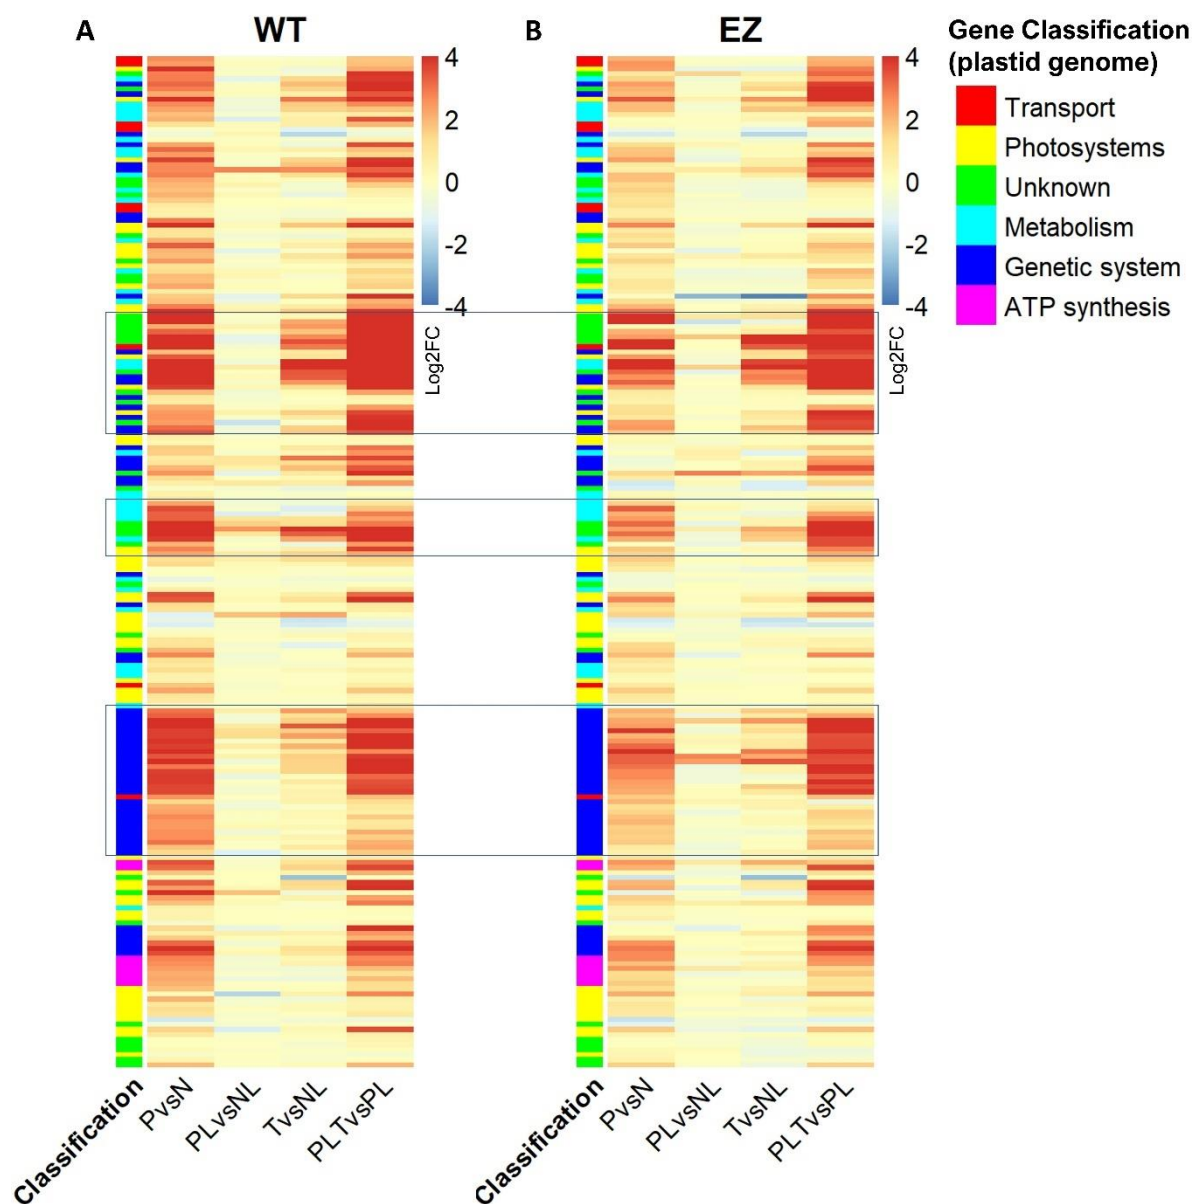 A
WT
B
EZ
Gene Classification
(plastid genome)
Transport
Photosystems
Unknown
Metabolism
Genetic system
ATP synthesis
4
2
0
-2
-4
Log2FC
4
2
0
-2
-4
Log2FC
Classification
PvsN
PLvsNL
TvsNL
PLTvsPL
Classification
PvsN
PLvsNL
TvsNL
PLTvsPL